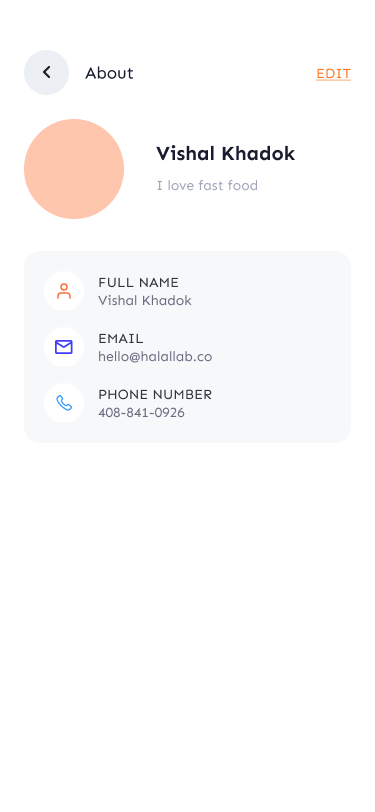 About
EDIT
Vishal Khadok
I love fast food
FULL NAME
Vishal Khadok
EMAIL
hello@halallab.co
PHONE NUMBER
408-841-0926